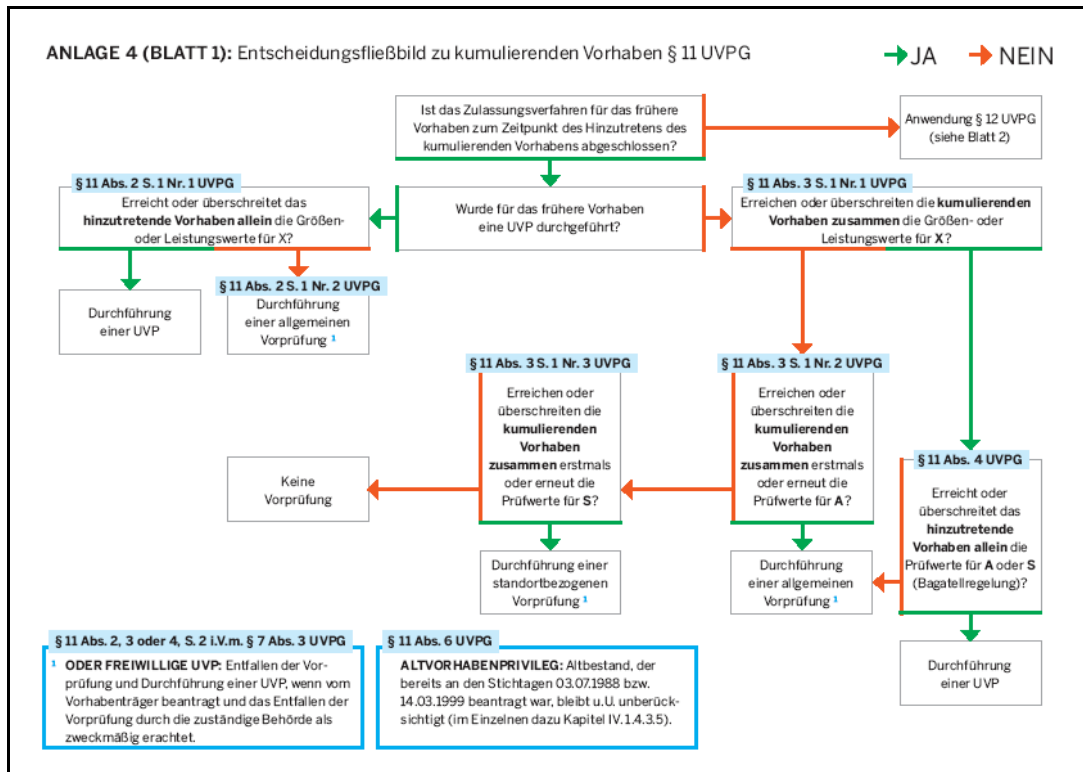 ANLAGE 4 (BLATT 1): Entscheidungsfließbild zu kumulierenden Vorhaben § 11 UVPG
JA
NEIN
Ist das Zulassungsverfahren für das frühere
Vorhaben zum Zeitpunkt des Hinzutretens des
kumulierenden Vorhabens abgeschlossen?
Anwendung § 12 UVPG
(siehe Blatt 2)
§ 11 Abs. 2 S. 1 Nr. 1 UVPG
Erreicht oder überschreitet das
hinzutretende Vorhaben allein die Größen-
oder Leistungswerte für X?
Wurde für das frühere Vorhaben
eine UVP durchgeführt?
§ 11 Abs. 3 S. 1 Nr. 1 UVPG
Erreichen oder überschreiten die kumulierenden
Vorhaben zusammen die Größen- oder
Leistungswerte für X?
Durchführung
einer UVP
§ 11 Abs. 2 S. 1 Nr. 2 UVPG
Durchführung
einer allgemeinen
Vorprüfung 1
§ 11 Abs. 3 S. 1 Nr. 3 UVPG
Erreichen oder
überschreiten die
kumulierenden
Vorhaben
zusammen erstmals
oder erneut die
Prüfwerte für S?
§ 11 Abs. 3 S. 1 Nr. 2 UVPG
Erreichen oder
überschreiten die
kumulierenden
Vorhaben
zusammen erstmals
oder erneut die
Prüfwerte für A?
Keine
Vorprüfung
§ 11 Abs. 4 UVPG
Erreicht oder
überschreitet das
hinzutretende
Vorhaben allein die
Prüfwerte für A oder S
(Bagatellregelung)?
Durchführung einer
standortbezogenen
Vorprüfung 1
Durchführung
einer allgemeinen
Vorprüfung 1
Durchführung
einer UVP
§ 11 Abs. 2, 3 oder 4, S. 2 i.V.m. § 7 Abs. 3 UVPG
1 ODER FREIWILLIGE UVP: Entfallen der Vor-
prüfung und Durchführung einer UVP, wenn vom
Vorhabenträger beantragt und das Entfallen der
Vorprüfung durch die zuständige Behörde als
zweckmäßig erachtet.
§ 11 Abs. 6 UVPG
ALTVORHABENPRIVILEG: Altbestand, der
bereits an den Stichtagen 03.07.1988 bzw.
14.03.1999 beantragt war, bleibt u.U. unberück-
sichtigt (im Einzelnen dazu Kapitel IV.1.4.3.5).